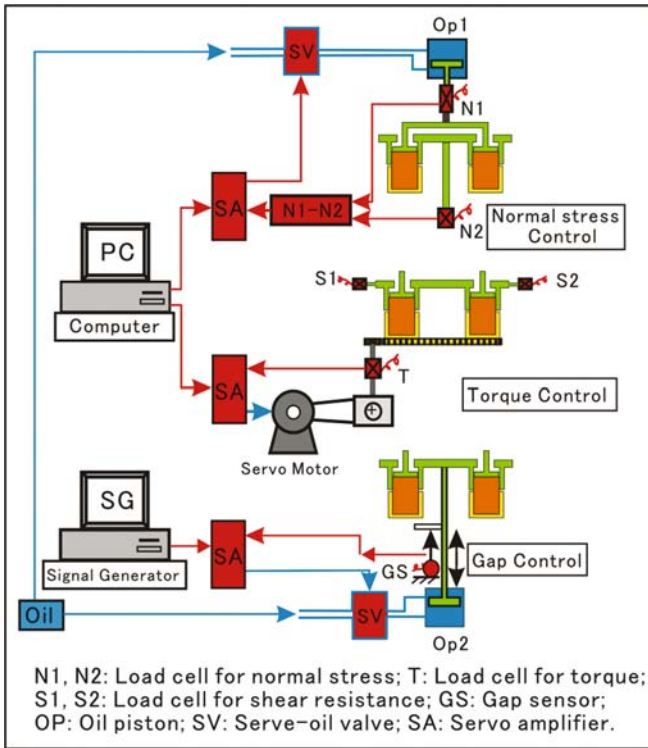 Op1
SV
N1
SA
N1-N2
N2
Normal stress
Control
PC
Computer
S1
S2
SA
T
Torque Control
Servo Motor
SG
Signal Generator
SA
GS
Gap Control
Oil
SV
Op2
N1, N2: Load cell for normal stress; T: Load cell for torque;
S1, S2: Load cell for shear resistance; GS: Gap sensor;
OP: Oil piston; SV: Serve-oil valve; SA: Servo amplifier.